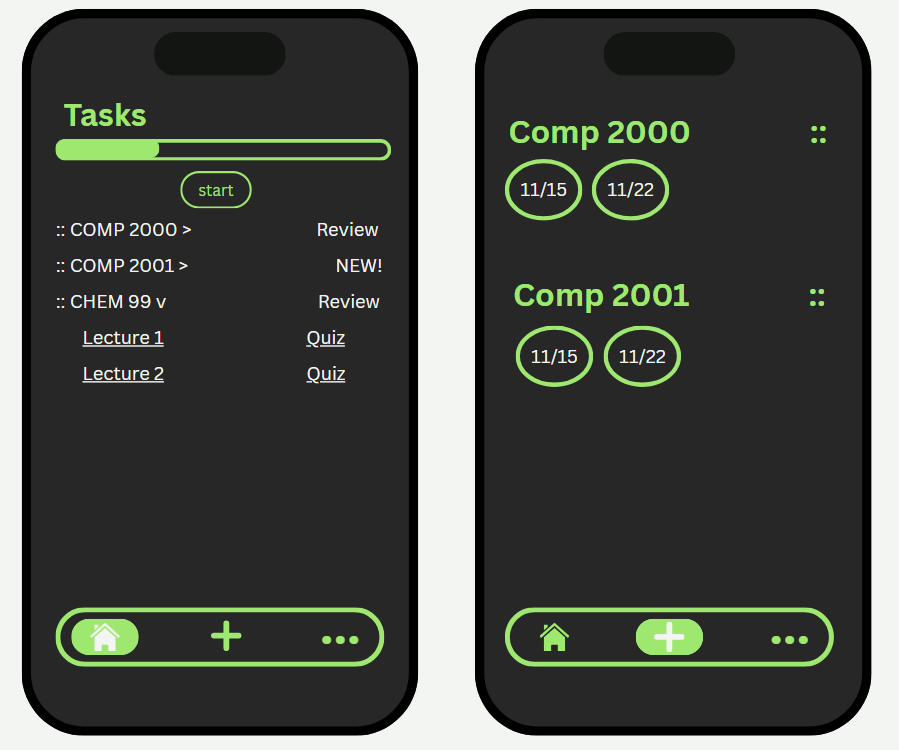 Tasks
start
:: COMP 2000 > Review
:: COMP 2001 > NEW!
:: CHEM 99 v Review
Lecture 1 Quiz
Lecture 2 Quiz
Comp 2000 ::
11/15 11/22
Comp 2001 ::
11/15 11/22